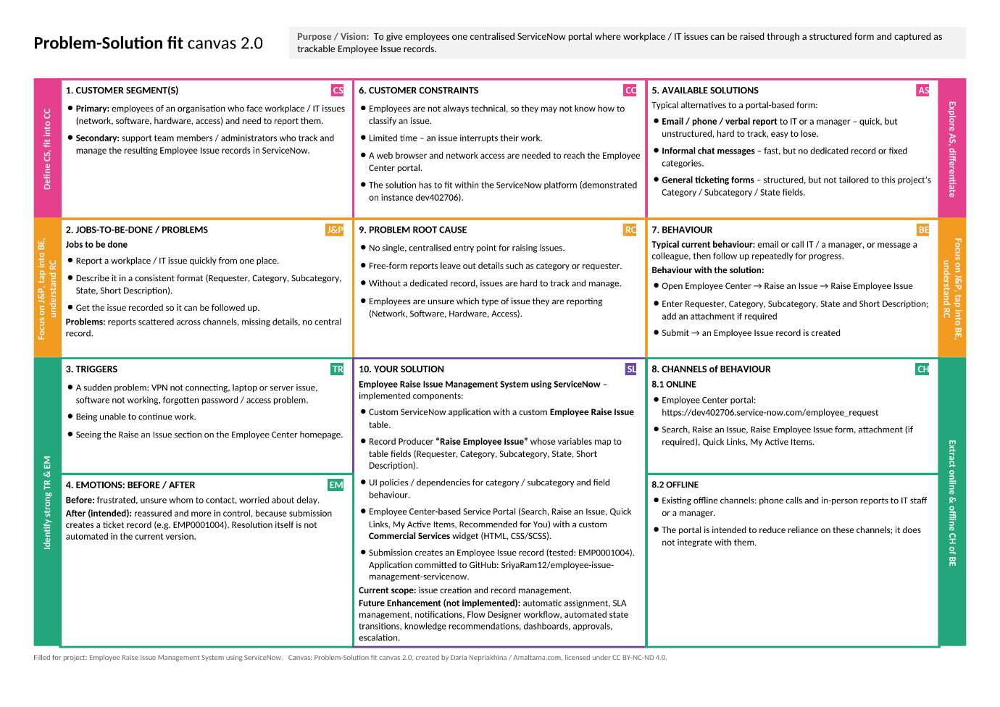 Problem-Solution fit canvas 2.0
Purpose / Vision: To give employees one centralised ServiceNow portal where workplace / IT issues can be raised through a structured form and captured as
trackable Employee Issue records.
Define CS, fit into CC
1. CUSTOMER SEGMENT(S)
CS
● Primary: employees of an organisation who face workplace / IT issues
(network, software, hardware, access) and need to report them.
● Secondary: support team members / administrators who track and
manage the resulting Employee Issue records in ServiceNow.
6. CUSTOMER CONSTRAINTS
CC
● Employees are not always technical, so they may not know how to
classify an issue.
● Limited time – an issue interrupts their work.
● A web browser and network access are needed to reach the Employee
Center portal.
● The solution has to fit within the ServiceNow platform (demonstrated
on instance dev402706).
5. AVAILABLE SOLUTIONS
AS
Typical alternatives to a portal-based form:
● Email / phone / verbal report to IT or a manager – quick, but
unstructured, hard to track, easy to lose.
● Informal chat messages – fast, but no dedicated record or fixed
categories.
● General ticketing forms – structured, but not tailored to this project's
Category / Subcategory / State fields.
Explore AS, differentiate
Focus on J&P, tap into BE,
understand RC
2. JOBS-TO-BE-DONE / PROBLEMS
J&P
Jobs to be done
● Report a workplace / IT issue quickly from one place.
● Describe it in a consistent format (Requester, Category, Subcategory,
State, Short Description).
● Get the issue recorded so it can be followed up.
Problems: reports scattered across channels, missing details, no central
record.
9. PROBLEM ROOT CAUSE
RC
● No single, centralised entry point for raising issues.
● Free-form reports leave out details such as category or requester.
● Without a dedicated record, issues are hard to track and manage.
● Employees are unsure which type of issue they are reporting
(Network, Software, Hardware, Access).
7. BEHAVIOUR
BE
Typical current behaviour: email or call IT / a manager, or message a
colleague, then follow up repeatedly for progress.
Behaviour with the solution:
● Open Employee Center → Raise an Issue → Raise Employee Issue
● Enter Requester, Category, Subcategory, State and Short Description;
add an attachment if required
● Submit → an Employee Issue record is created
Focus on J&P, tap into BE,
understand RC
Identify strong TR & EM
3. TRIGGERS
TR
● A sudden problem: VPN not connecting, laptop or server issue,
software not working, forgotten password / access problem.
● Being unable to continue work.
● Seeing the Raise an Issue section on the Employee Center homepage.
4. EMOTIONS: BEFORE / AFTER
EM
Before: frustrated, unsure whom to contact, worried about delay.
After (intended): reassured and more in control, because submission
creates a ticket record (e.g. EMP0001004). Resolution itself is not
automated in the current version.
10. YOUR SOLUTION
SL
Employee Raise Issue Management System using ServiceNow –
implemented components:
● Custom ServiceNow application with a custom Employee Raise Issue
table.
● Record Producer “Raise Employee Issue” whose variables map to
table fields (Requester, Category, Subcategory, State, Short
Description).
● UI policies / dependencies for category / subcategory and field
behaviour.
● Employee Center-based Service Portal (Search, Raise an Issue, Quick
Links, My Active Items, Recommended for You) with a custom
Commercial Services widget (HTML, CSS/SCSS).
● Submission creates an Employee Issue record (tested: EMP0001004).
Application committed to GitHub: SriyaRam12/employee-issue-
management-servicenow.
Current scope: issue creation and record management.
Future Enhancement (not implemented): automatic assignment, SLA
management, notifications, Flow Designer workflow, automated state
transitions, knowledge recommendations, dashboards, approvals,
escalation.
8. CHANNELS of BEHAVIOUR
CH
8.1 ONLINE
● Employee Center portal:
https://dev402706.service-now.com/employee_request
● Search, Raise an Issue, Raise Employee Issue form, attachment (if
required), Quick Links, My Active Items.
8.2 OFFLINE
● Existing offline channels: phone calls and in-person reports to IT staff
or a manager.
● The portal is intended to reduce reliance on these channels; it does
not integrate with them.
Extract online & offline CH of BE
Filled for project: Employee Raise Issue Management System using ServiceNow. Canvas: Problem-Solution fit canvas 2.0, created by Daria Nepriakhina / Amaltama.com, licensed under CC BY-NC-ND 4.0.